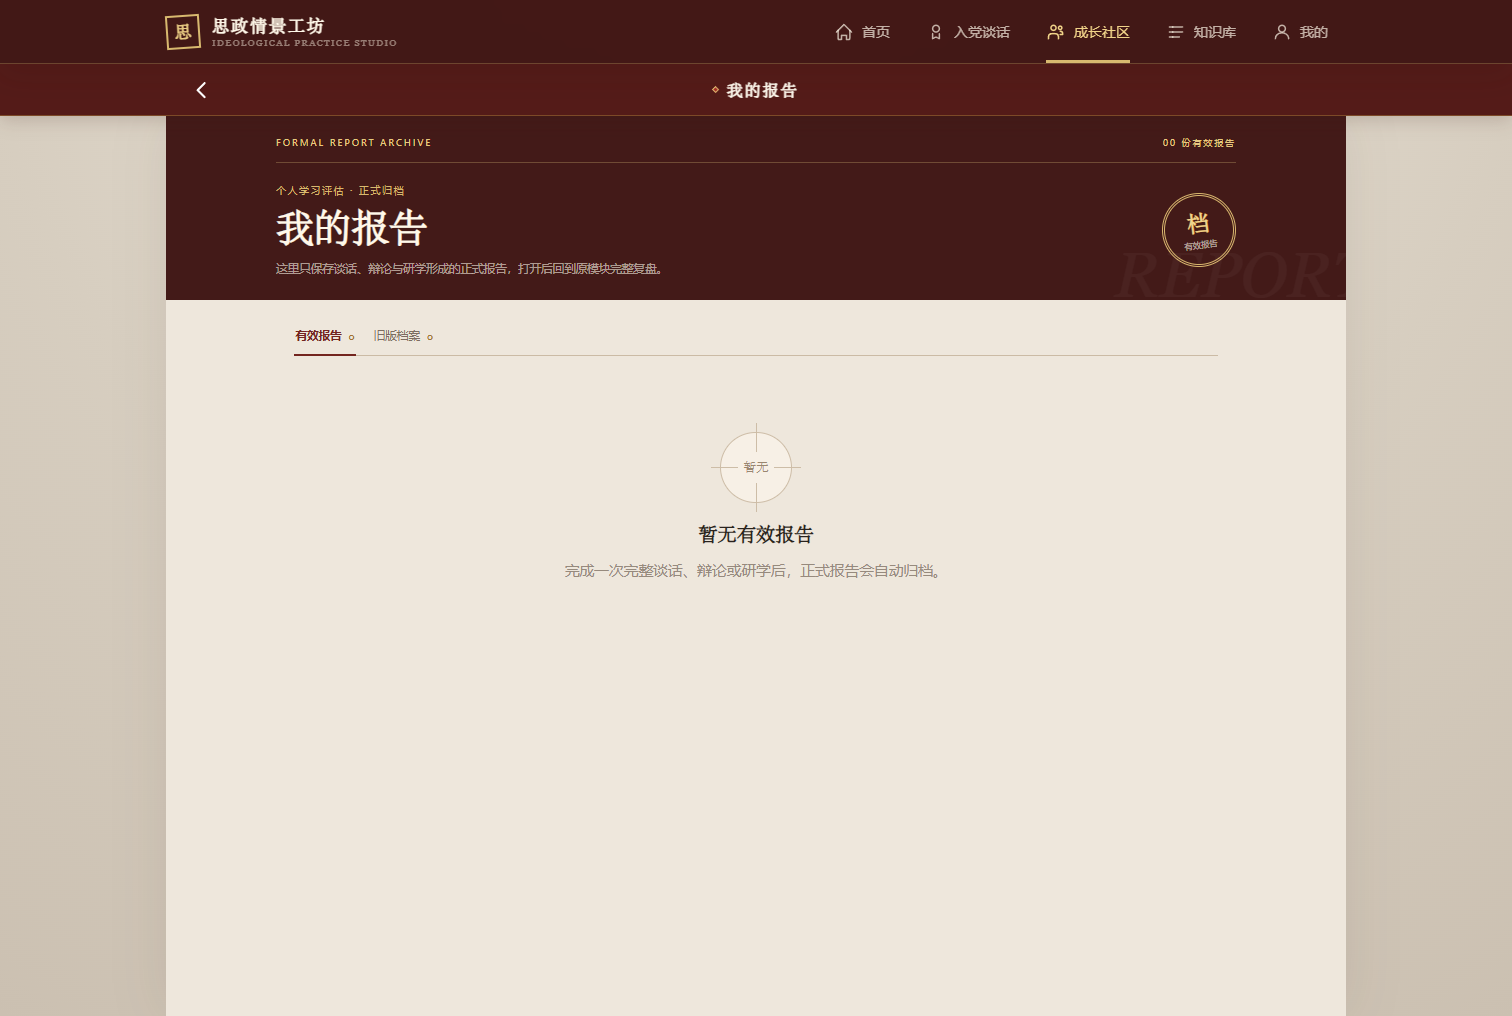 思
思政情景工坊
IDEOLOGICAL PRACTICE STUDIO
首页
入党谈话
成长社区
知识库
我的
我的报告
FORMAL REPORT ARCHIVE
00 份有效报告
个人学习评估 · 正式归档
我的报告
这里只保存谈话、辩论与研学形成的正式报告，打开后回到原模块完整复盘。
档
有效报告
REPORT
有效报告 0
旧版档案 0
暂无
暂无有效报告
完成一次完整谈话、辩论或研学后，正式报告会自动归档。